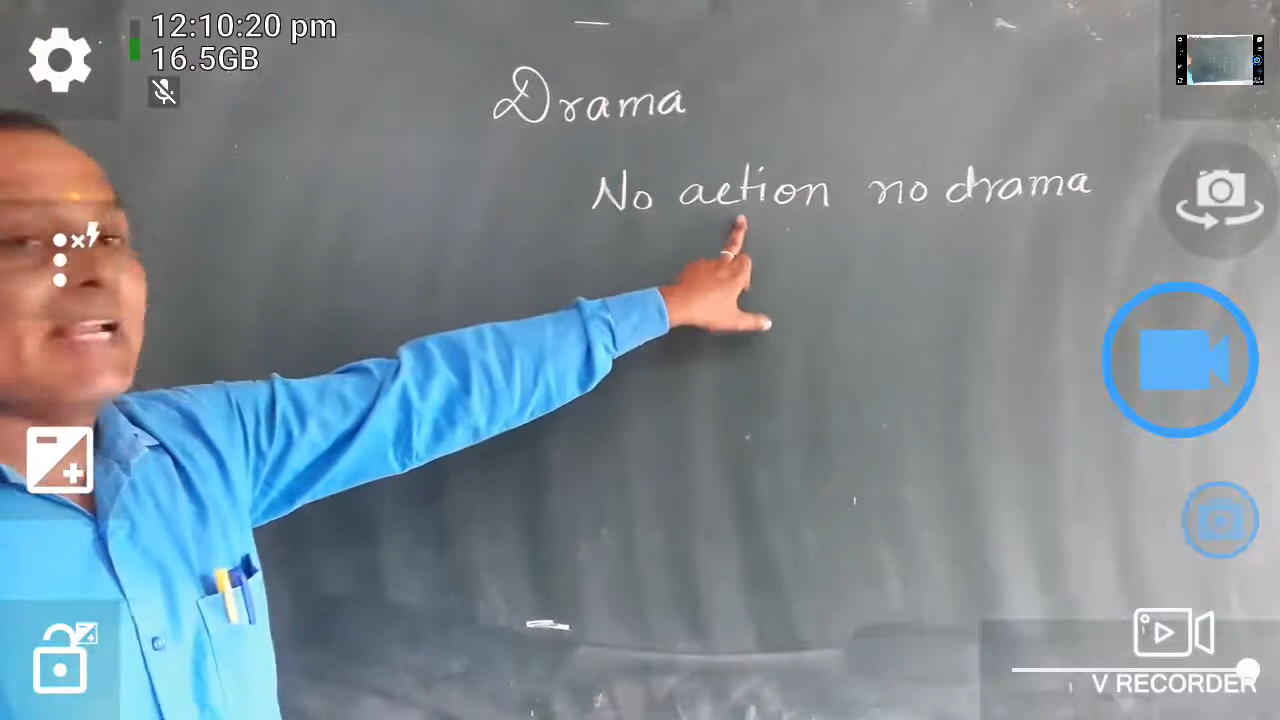 12:10:20 pm
16.5GB
Drama
No action no drama
V RECORDER